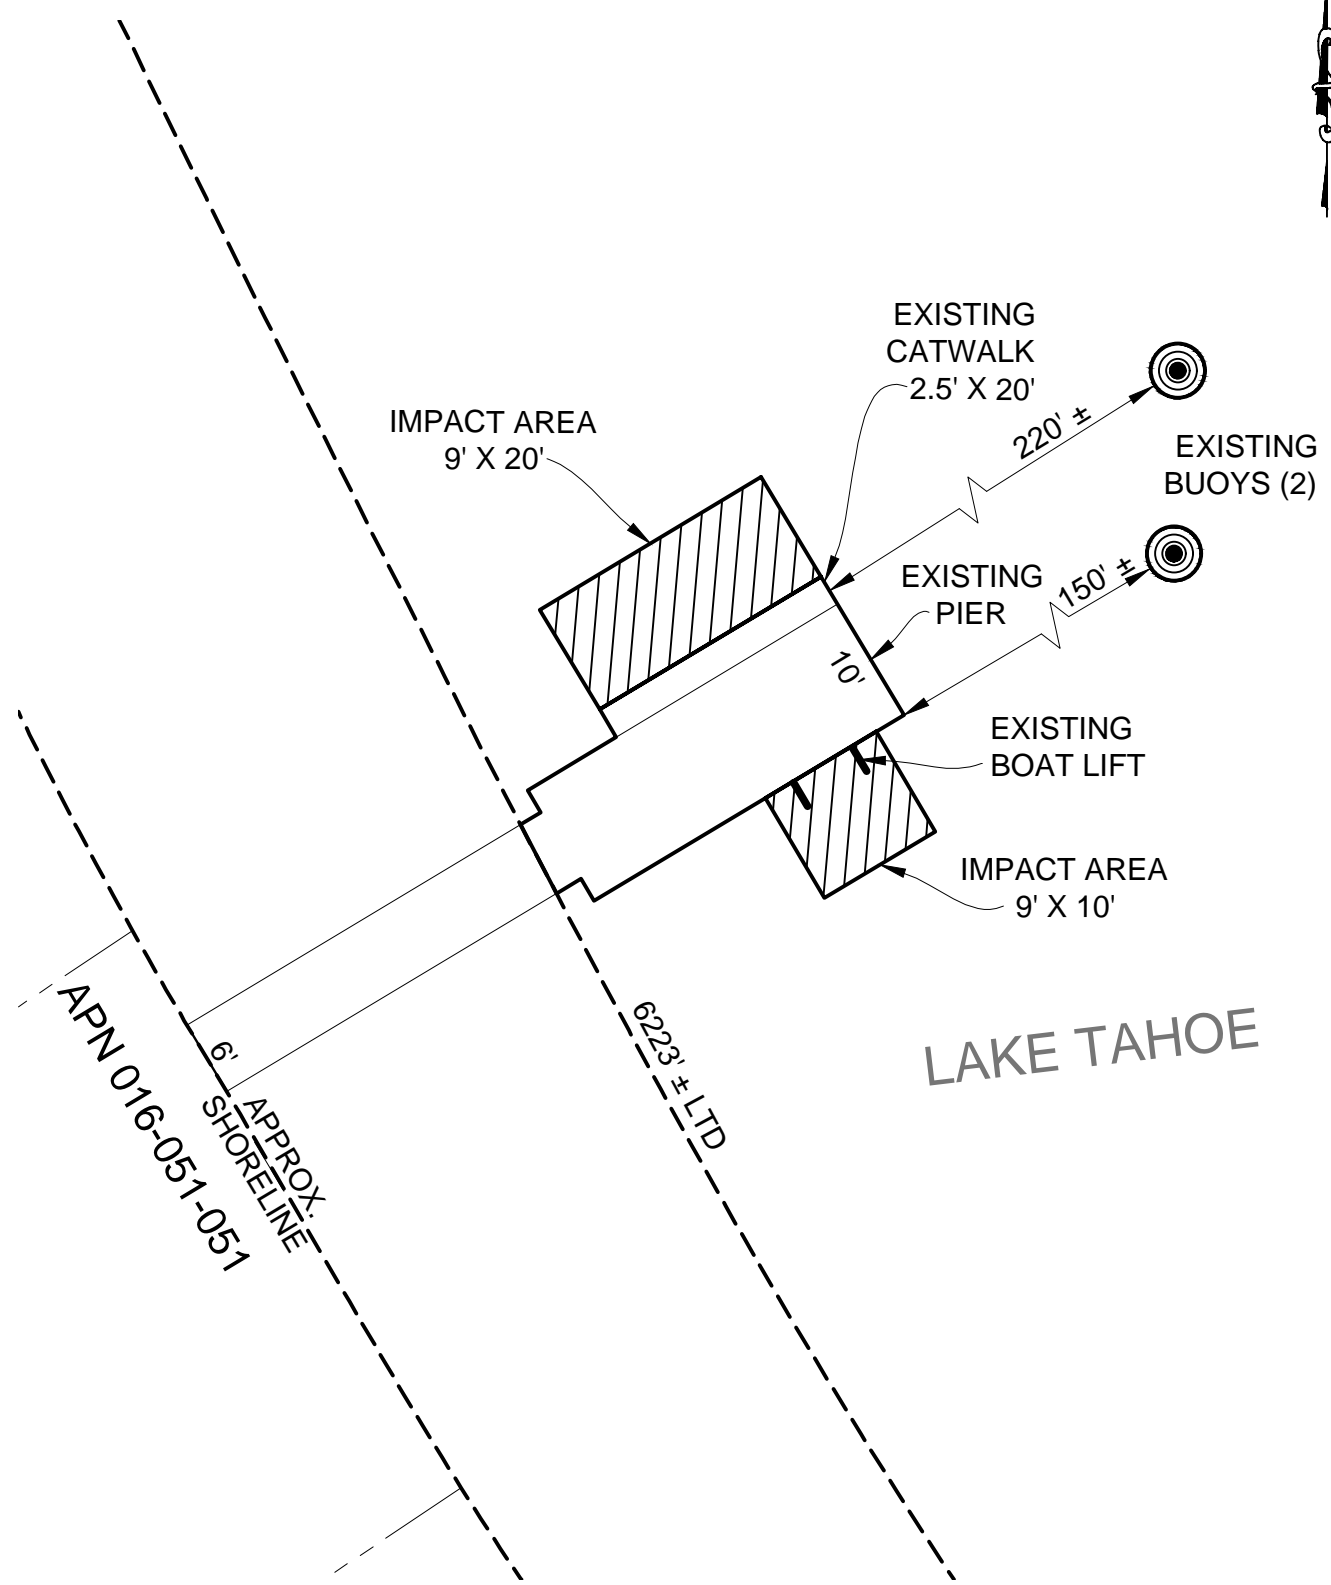 EXISTING
CATWALK
2.5' X 20'
IMPACT AREA
9' X 20'
220' ±
EXISTING
BUOYS (2)
150' ±
EXISTING
PIER
10'
EXISTING
BOAT LIFT
IMPACT AREA
9' X 10'
6223' ± LTD
LAKE TAHOE
6'
APPROX.
SHORELINE
APN 016-051-051